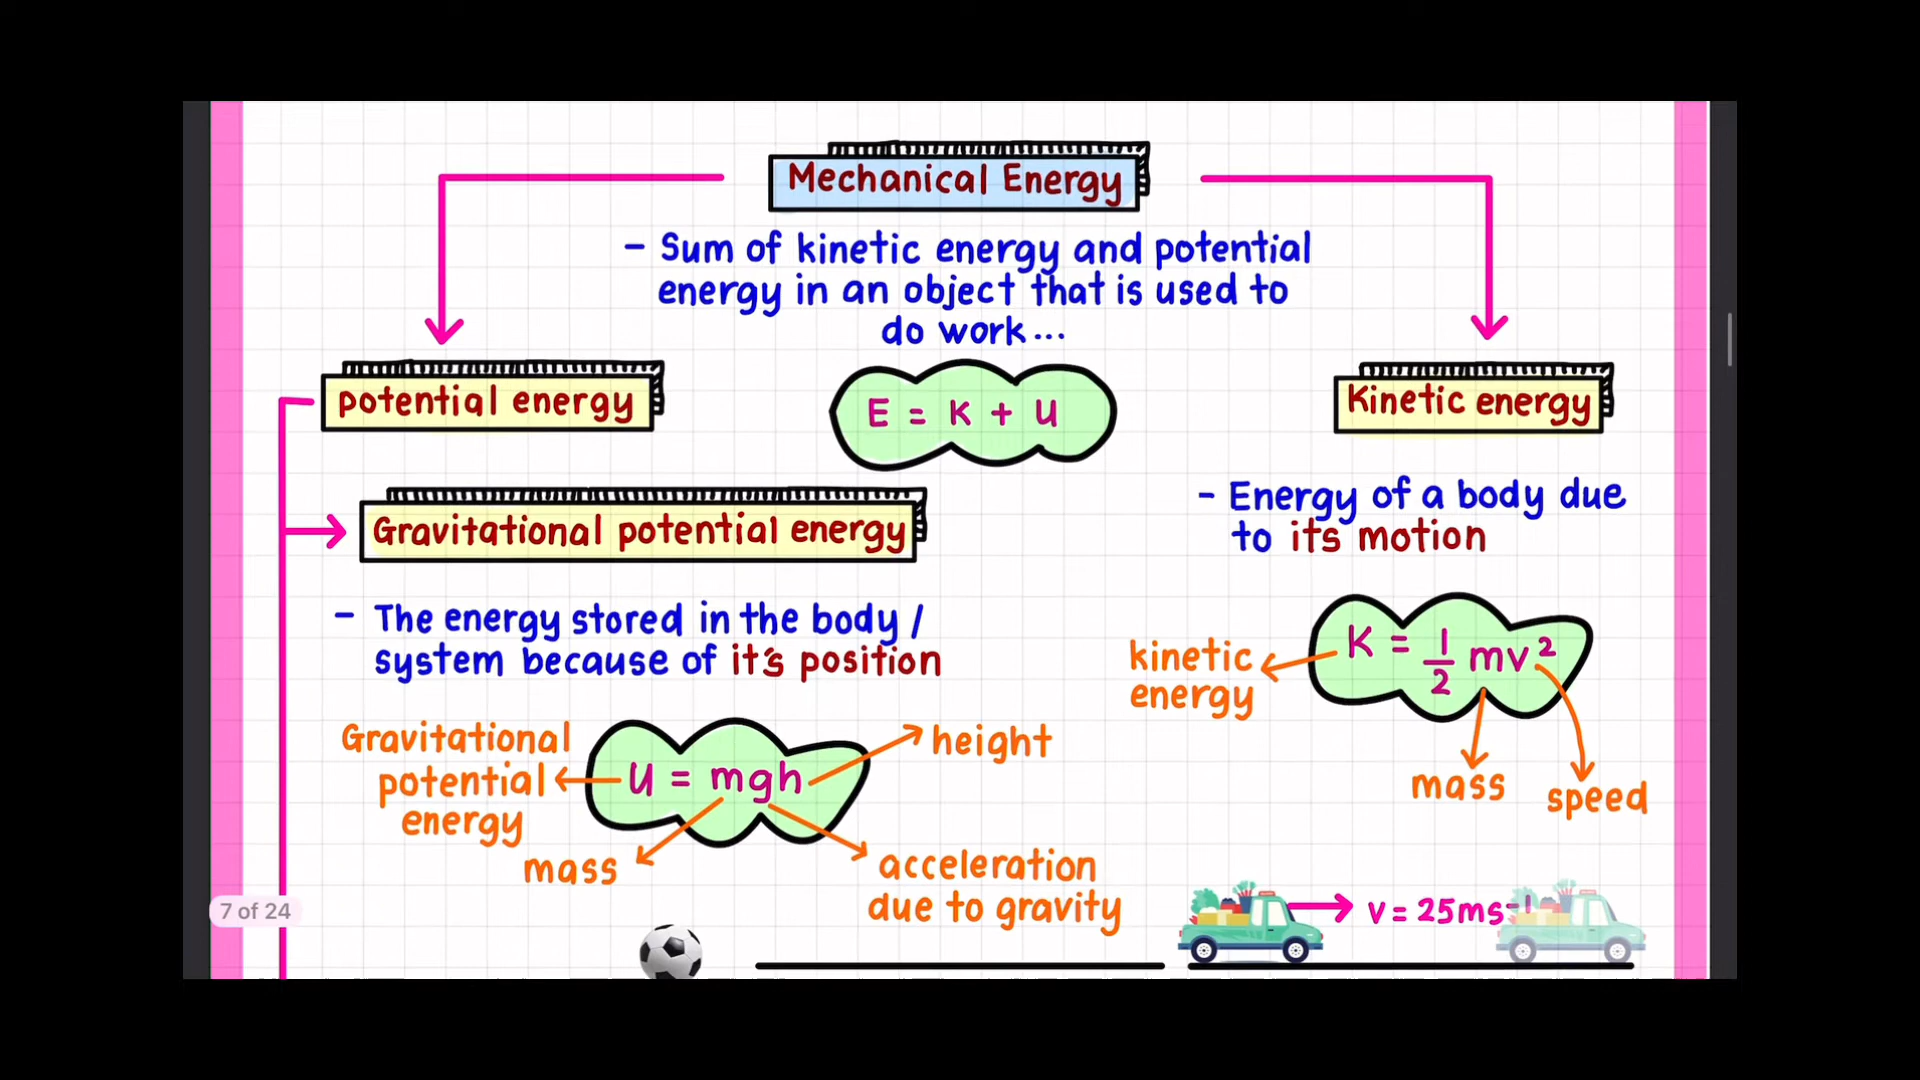 Mechanical Energy
- Sum of kinetic energy and potential
energy in an object that is used to
do work...
E = K + U
potential energy
Gravitational potential energy
- The energy stored in the body /
system because of it's position
Gravitational
potential
energy
U = mgh
height
mass
acceleration
due to gravity
Kinetic energy
- Energy of a body due
to its motion
K = 1/2 mv²
kinetic
energy
mass
speed
v = 25ms⁻¹
7 of 24